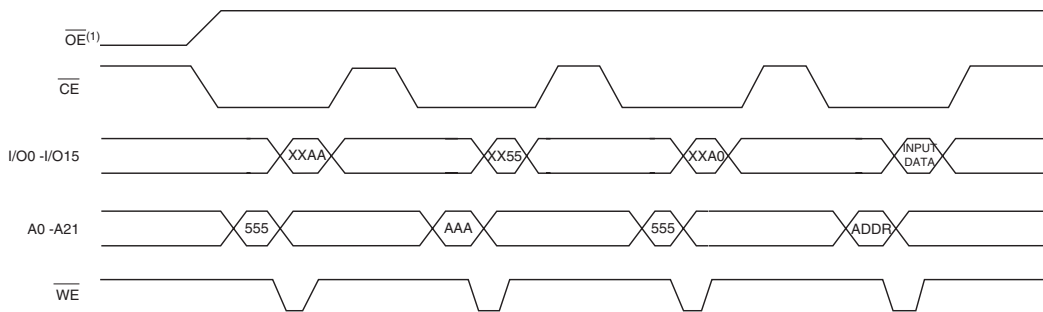 OE(1)
CE
I/O0 -I/O15 XXAA XX55 XXA0 INPUT DATA
A0 -A21 555 AAA 555 ADDR
WE